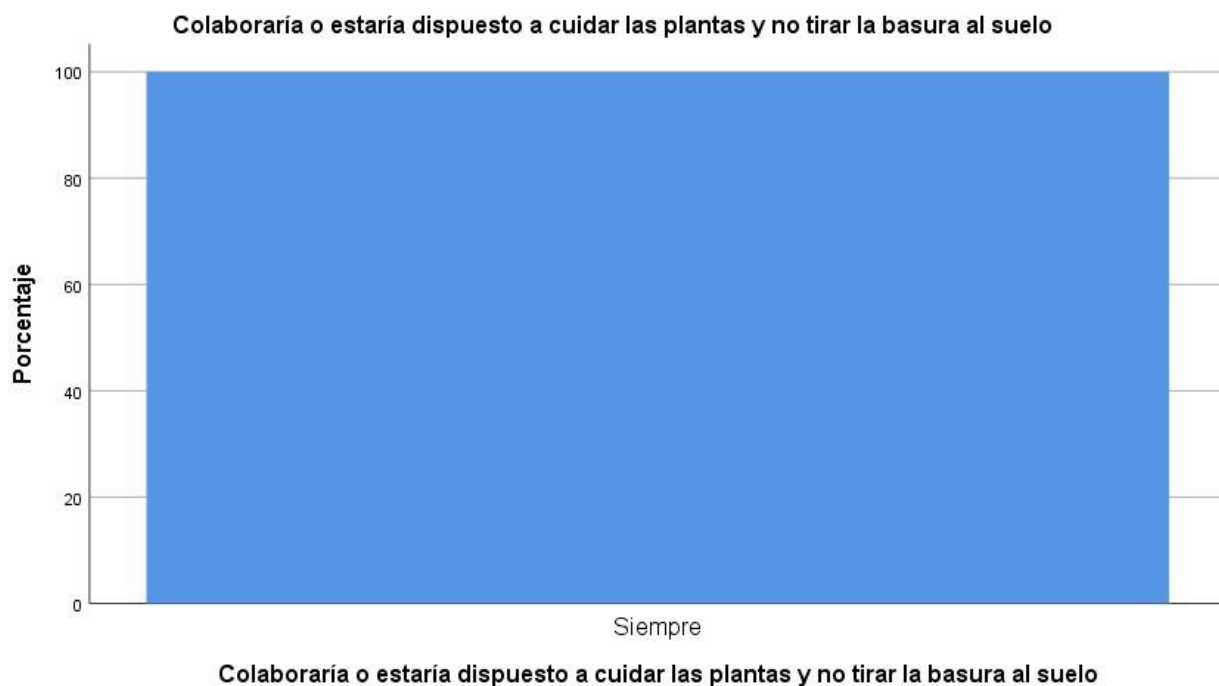 Colaboraría o estaría dispuesto a cuidar las plantas y no tirar la basura al suelo
Porcentaje
100
80
60
40
20
0
Siempre
Colaboraría o estaría dispuesto a cuidar las plantas y no tirar la basura al suelo